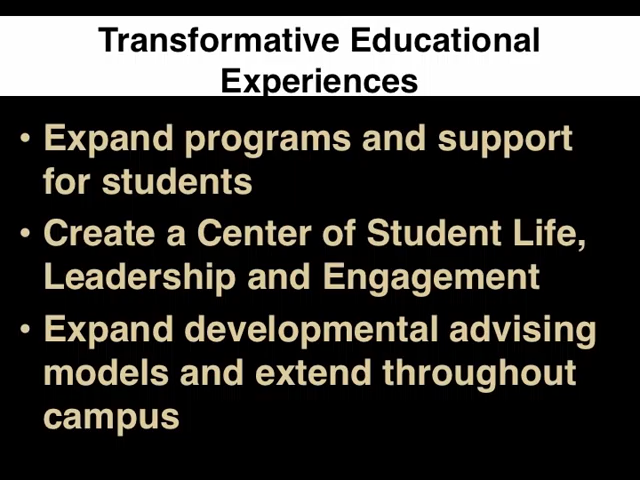 Transformative Educational
Experiences
• Expand programs and support
for students
• Create a Center of Student Life,
Leadership and Engagement
• Expand developmental advising
models and extend throughout
campus